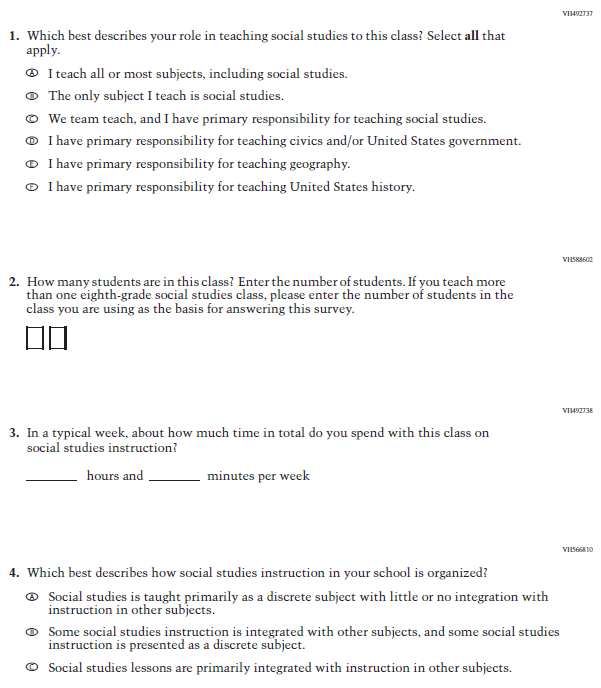 VH492737
1. Which best describes your role in teaching social studies to this class? Select all that
apply.
A I teach all or most subjects, including social studies.
B The only subject I teach is social studies.
C We team teach, and I have primary responsibility for teaching social studies.
D I have primary responsibility for teaching civics and/or United States government.
E I have primary responsibility for teaching geography.
F I have primary responsibility for teaching United States history.
VH588602
2. How many students are in this class? Enter the number of students. If you teach more
than one eighth-grade social studies class, please enter the number of students in the
class you are using as the basis for answering this survey.
VH492738
3. In a typical week, about how much time in total do you spend with this class on
social studies instruction?
______ hours and ______ minutes per week
VH566810
4. Which best describes how social studies instruction in your school is organized?
A Social studies is taught primarily as a discrete subject with little or no integration with
instruction in other subjects.
B Some social studies instruction is integrated with other subjects, and some social studies
instruction is presented as a discrete subject.
C Social studies lessons are primarily integrated with instruction in other subjects.